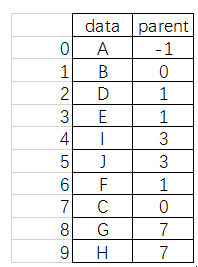 data parent
0 A -1
1 B 0
2 D 1
3 E 1
4 I 3
5 J 3
6 F 1
7 C 0
8 G 7
9 H 7